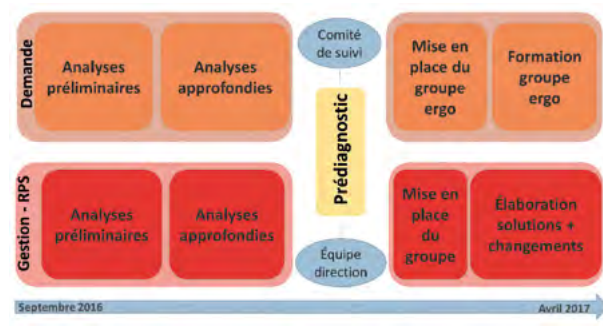 Demande
Analyses
préliminaires
Analyses
approfondies
Comité
de suivi
Mise en
place du
groupe
ergo
Formation
groupe
ergo
Prédiagnostic
Gestion - RPS
Analyses
préliminaires
Analyses
approfondies
Équipe
direction
Mise en
place
du
groupe
Élaboration
solutions +
changements
Septembre 2016
Avril 2017